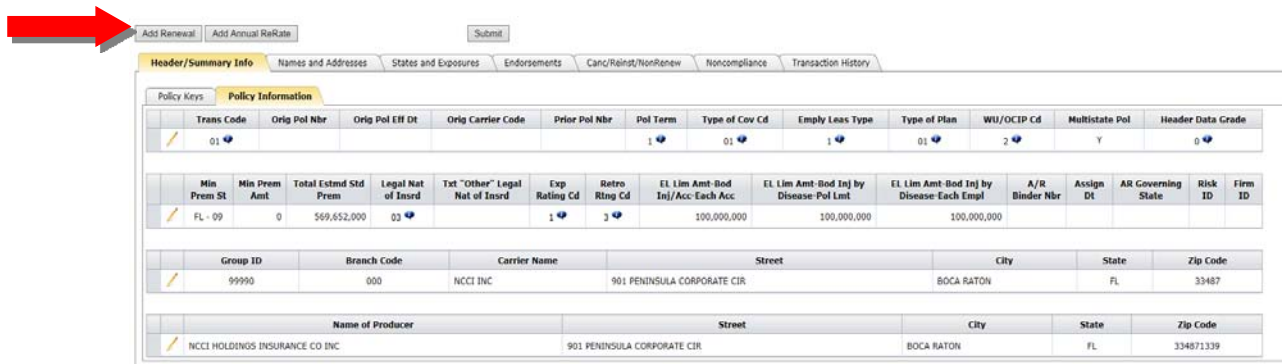 Add Renewal Add Annual ReRate Submit
Header/Summary Info Names and Addresses States and Exposures Endorsements Canc/Reinst/NonRenew Noncompliance Transaction History
Policy Keys Policy Information
Trans Code Orig Pol Nbr Orig Pol Eff Dt Orig Carrier Code Prior Pol Nbr Pol Term Type of Cov Cd Emply Leas Type Type of Plan WU/OCIP Cd Multistate Pol Header Data Grade
01 1 01 1 01 2 Y 0
Min Min Prem Total Estmd Std Legal Nat Txt "Other" Legal Exp Retro EL Lim Amt-Bod EL Lim Amt-Bod Inj by EL Lim Amt-Bod Inj by A/R Assign AR Governing Risk Firm
Prem St Amt Prem of Insrd Nat of Insrd Rating Cd Rtng Cd Inj/Acc-Each Acc Disease-Pol Lmt Disease-Each Empl Binder Nbr Dt State ID ID
FL - 09 0 569,652,000 03 1 3 100,000,000 100,000,000 100,000,000
Group ID Branch Code Carrier Name Street City State Zip Code
99990 000 NCCI INC 901 PENINSULA CORPORATE CIR BOCA RATON FL 33487
Name of Producer Street City State Zip Code
NCCI HOLDINGS INSURANCE CO INC 901 PENINSULA CORPORATE CIR BOCA RATON FL 334871339